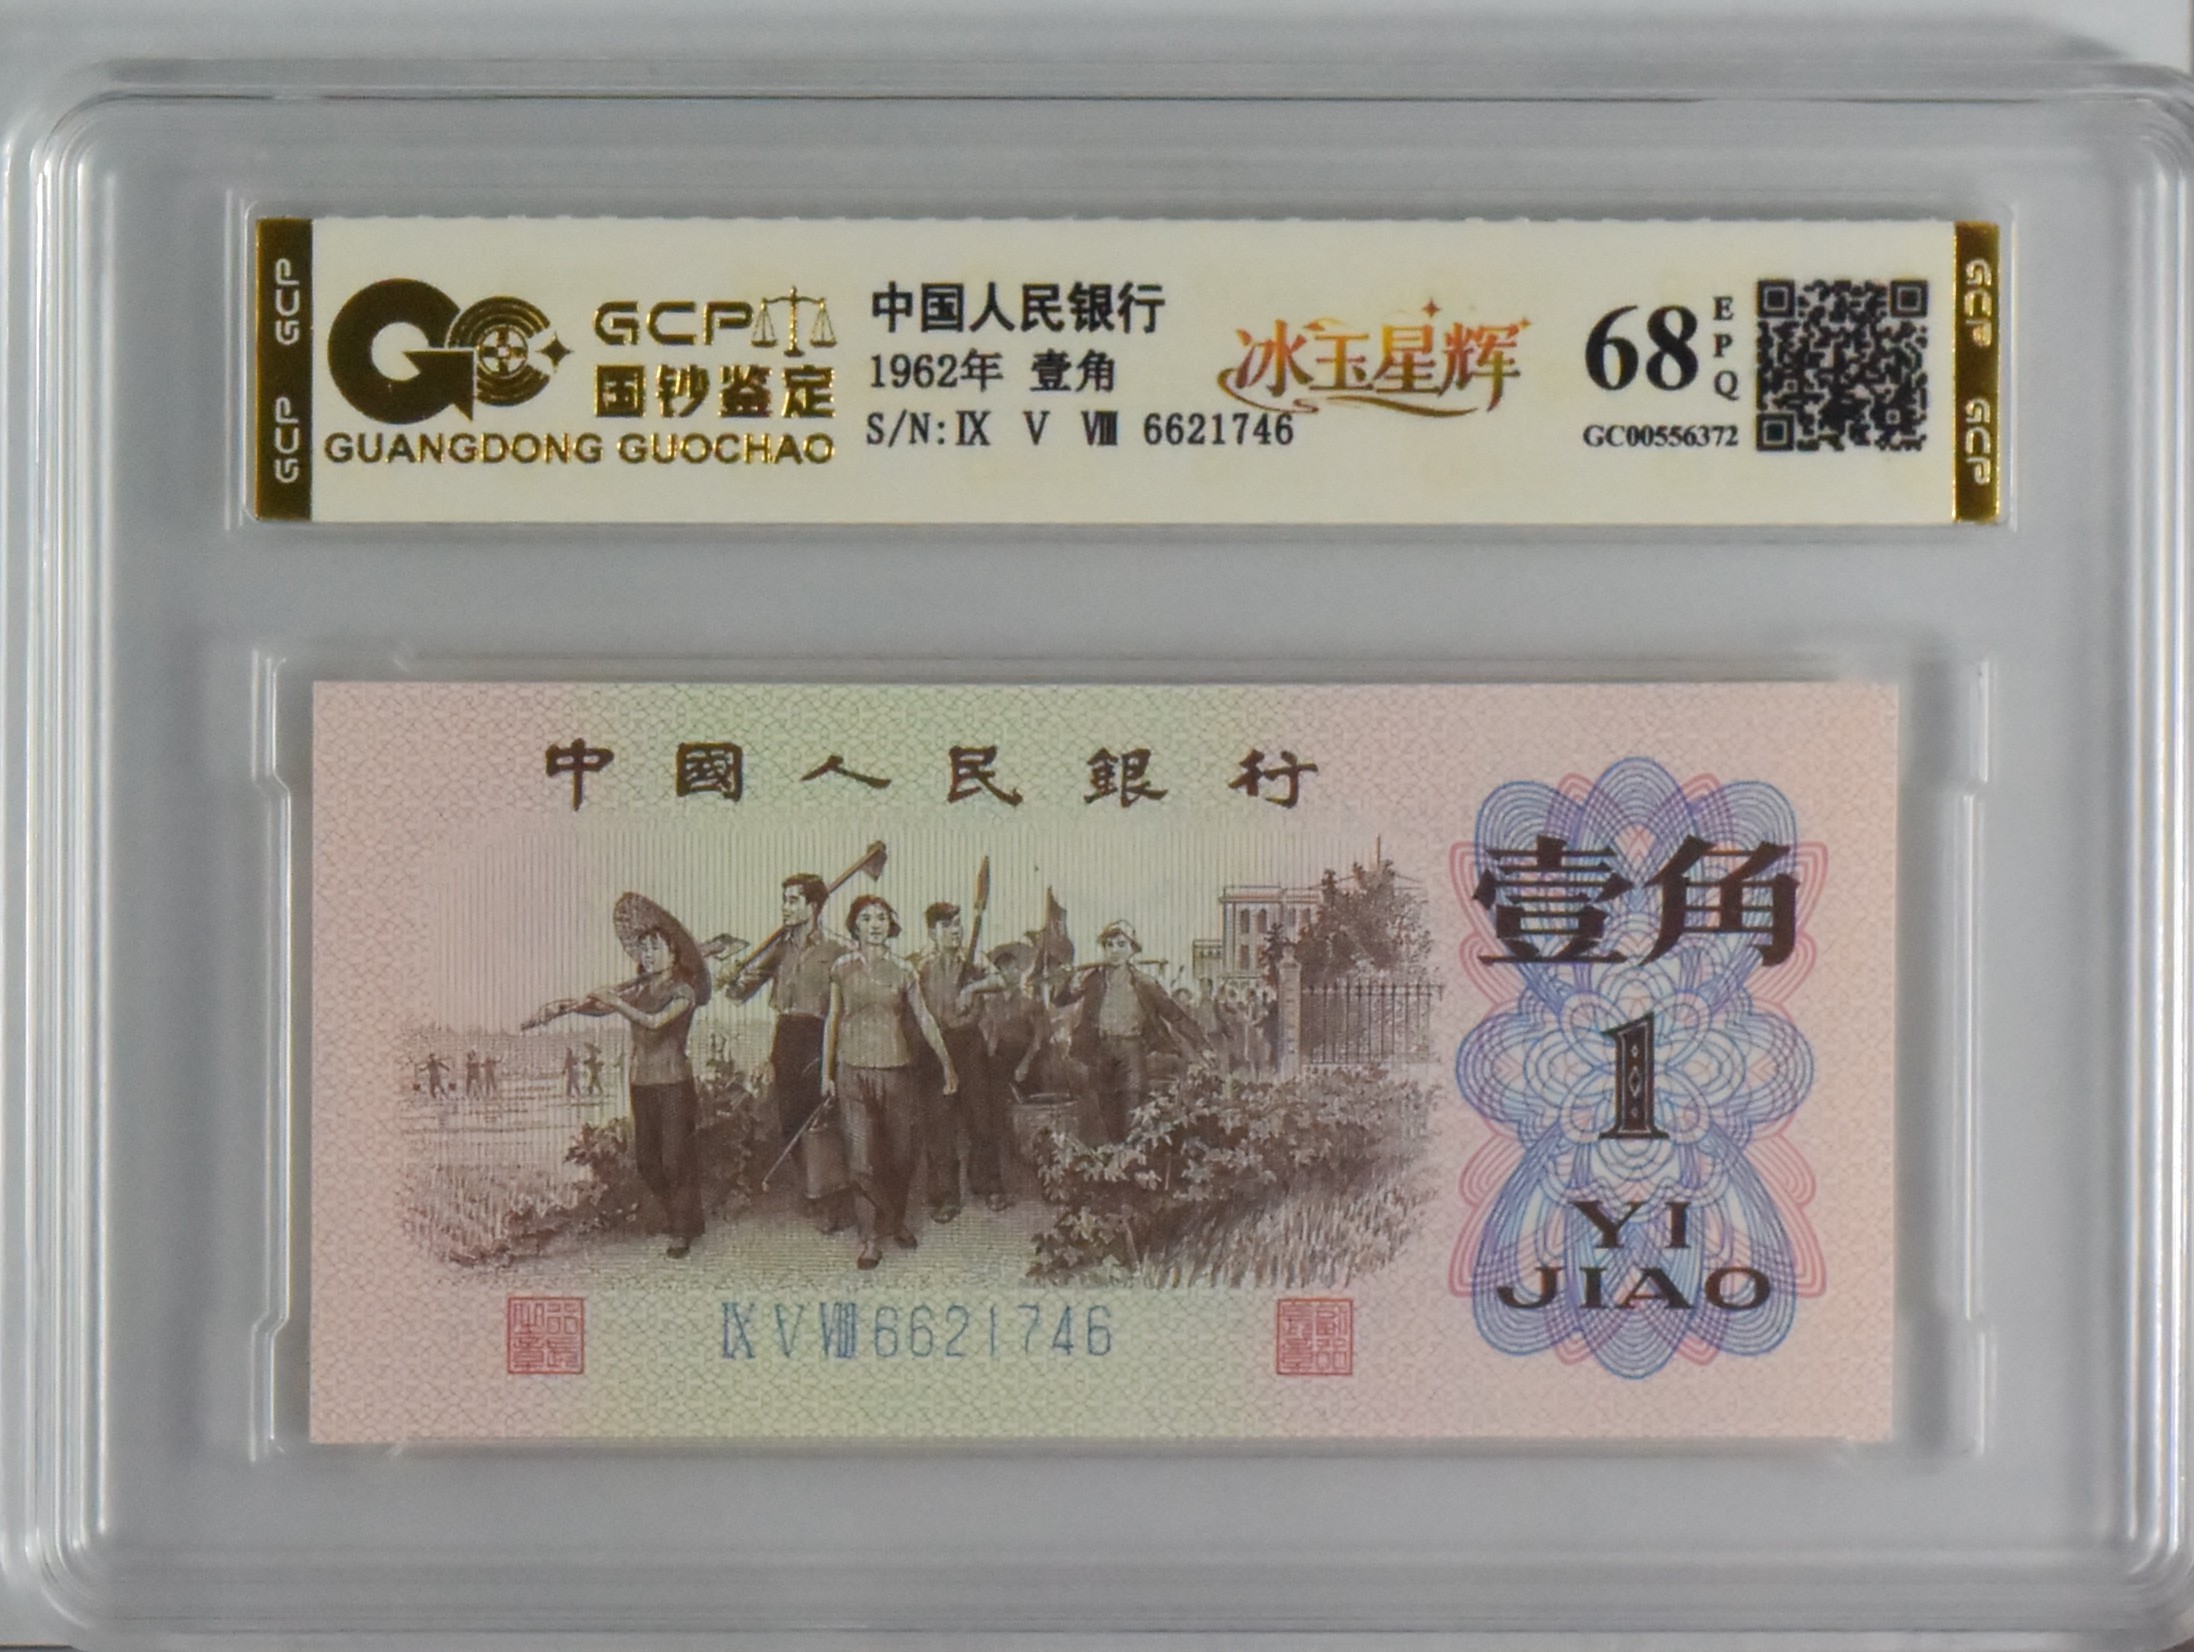 GCP GCP
GCP
国钞鉴定
GUANGDONG GUOCHAO
中国人民银行
1962年 壹角
S/N:Ⅸ Ⅴ Ⅷ 6621746
冰玉星辉
68
EPQ
GC00556372
GCP GCP
中國人民銀行
壹角
1
YI
JIAO
Ⅸ Ⅴ Ⅷ 6621746